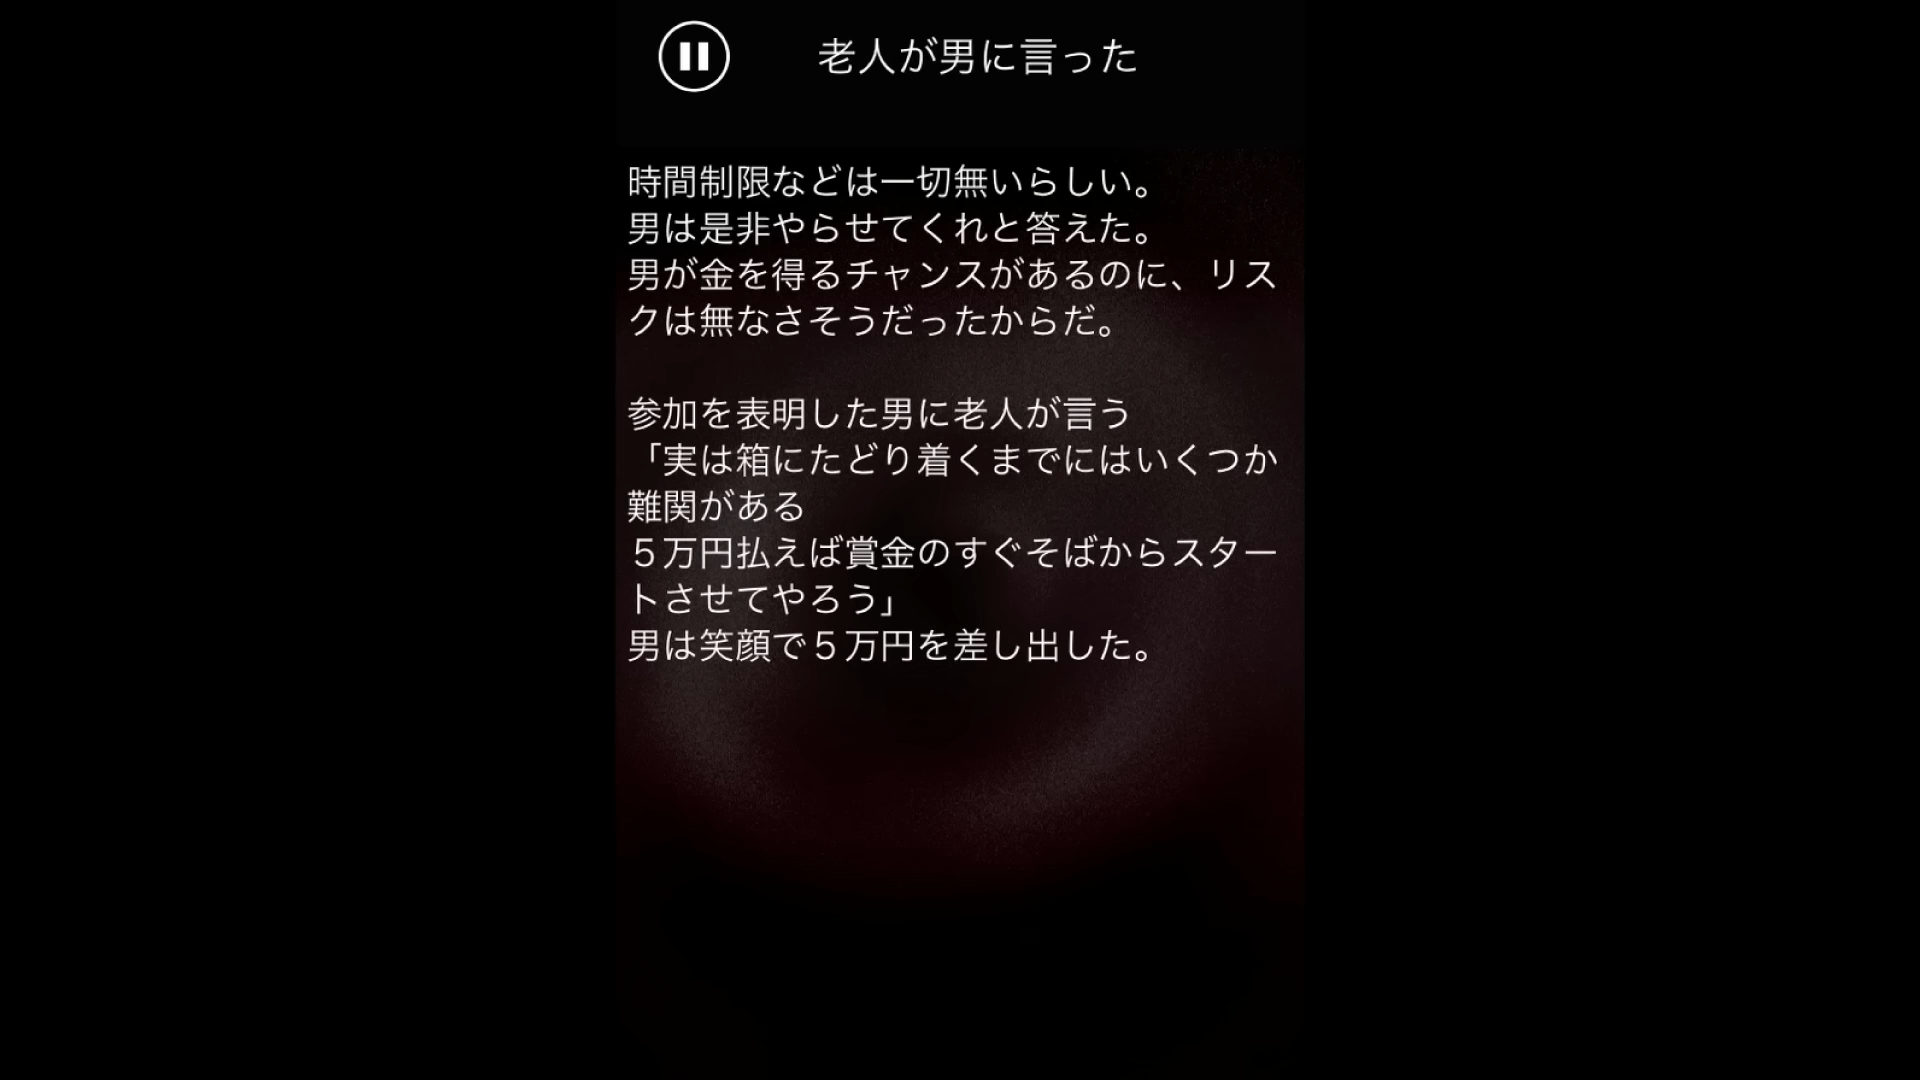 老人が男に言った
時間制限などは一切無いらしい。
男は是非やらせてくれと答えた。
男が金を得るチャンスがあるのに、リス
クは無なさそうだったからだ。
参加を表明した男に老人が言う
「実は箱にたどり着くまでにはいくつか
難関がある
５万円払えば賞金のすぐそばからスター
トさせてやろう」
男は笑顔で５万円を差し出した。